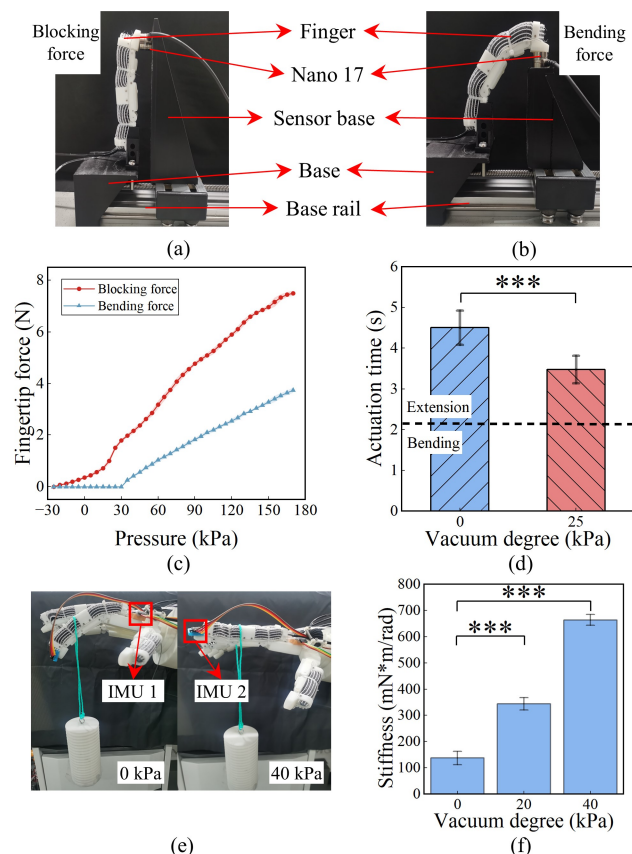 Blocking force
Finger
Nano 17
Sensor base
Base
Base rail
Bending force
(a)
(b)
Fingertip force (N)
8
6
4
2
0
Blocking force
Bending force
−30 0 30 60 90 120 150 180
Pressure (kPa)
(c)
Actuation time (s)
6
5
4
3
2
1
0
***
Extension
Bending
0 25
Vacuum degree (kPa)
(d)
IMU 1
0 kPa
IMU 2
40 kPa
(e)
Stiffness (mN*m/rad)
800
700
600
500
400
300
200
100
0
***
***
0 20 40
Vacuum degree (kPa)
(f)